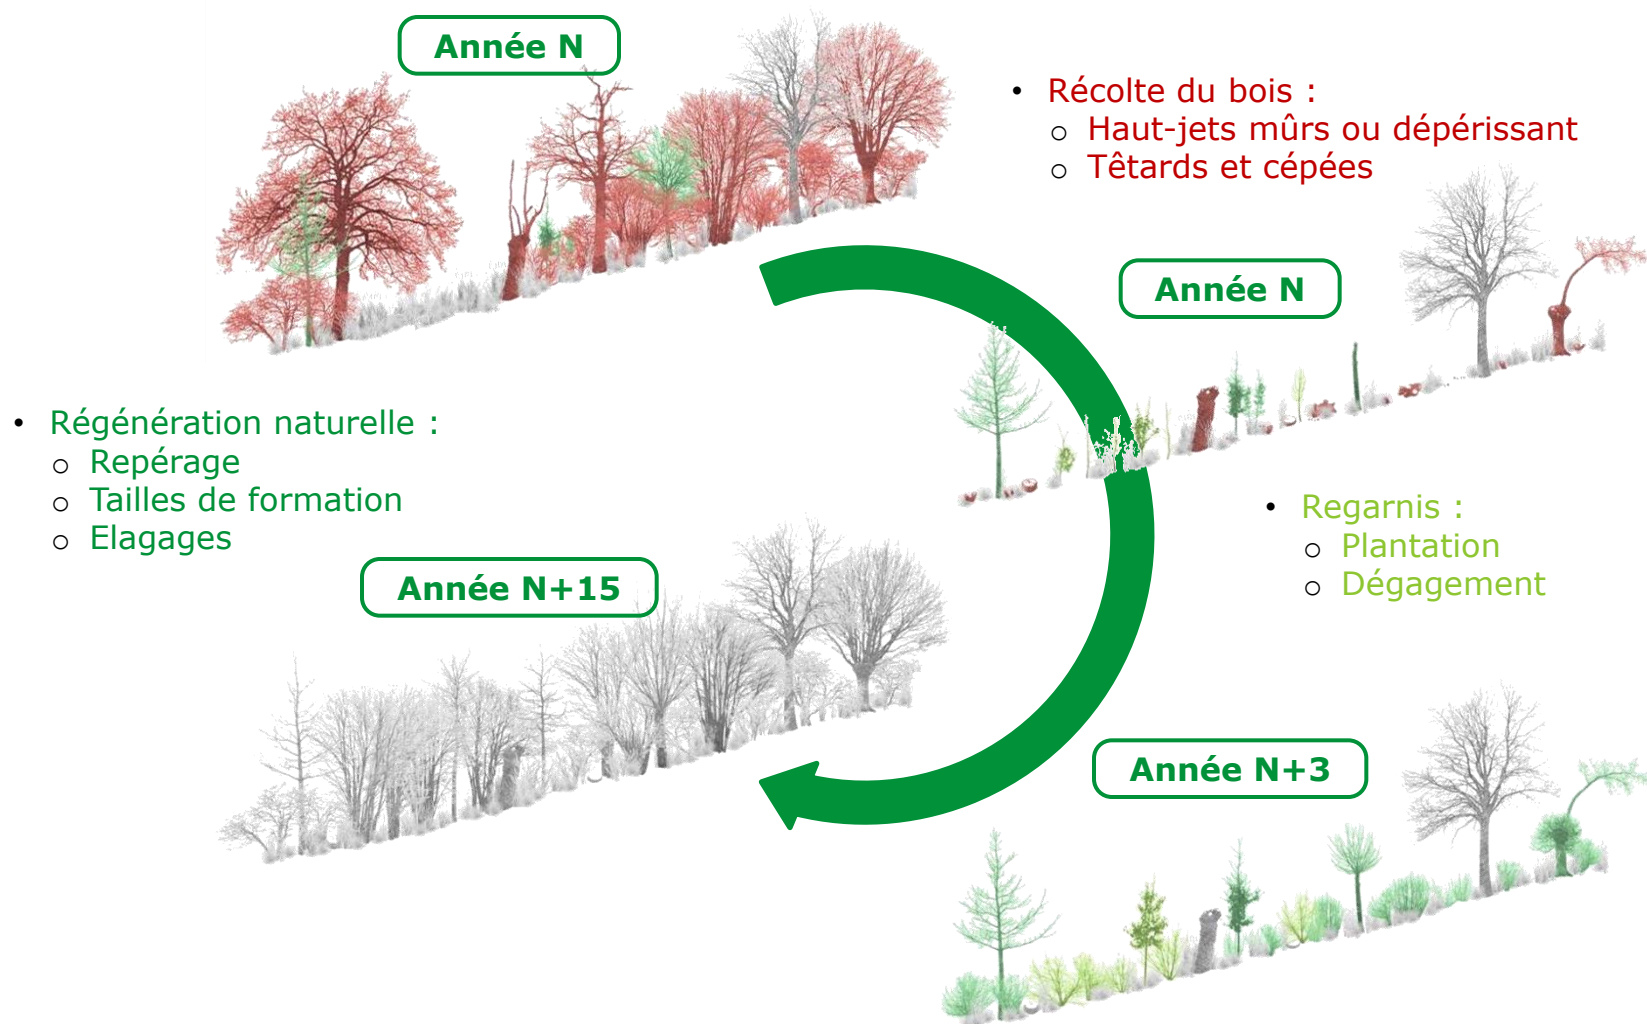 Année N
• Récolte du bois :
o Haut-jets mûrs ou dépérissant
o Têtards et cépées
Année N
• Régénération naturelle :
o Repérage
o Tailles de formation
o Elagages
• Regarnis :
o Plantation
o Dégagement
Année N+15
Année N+3